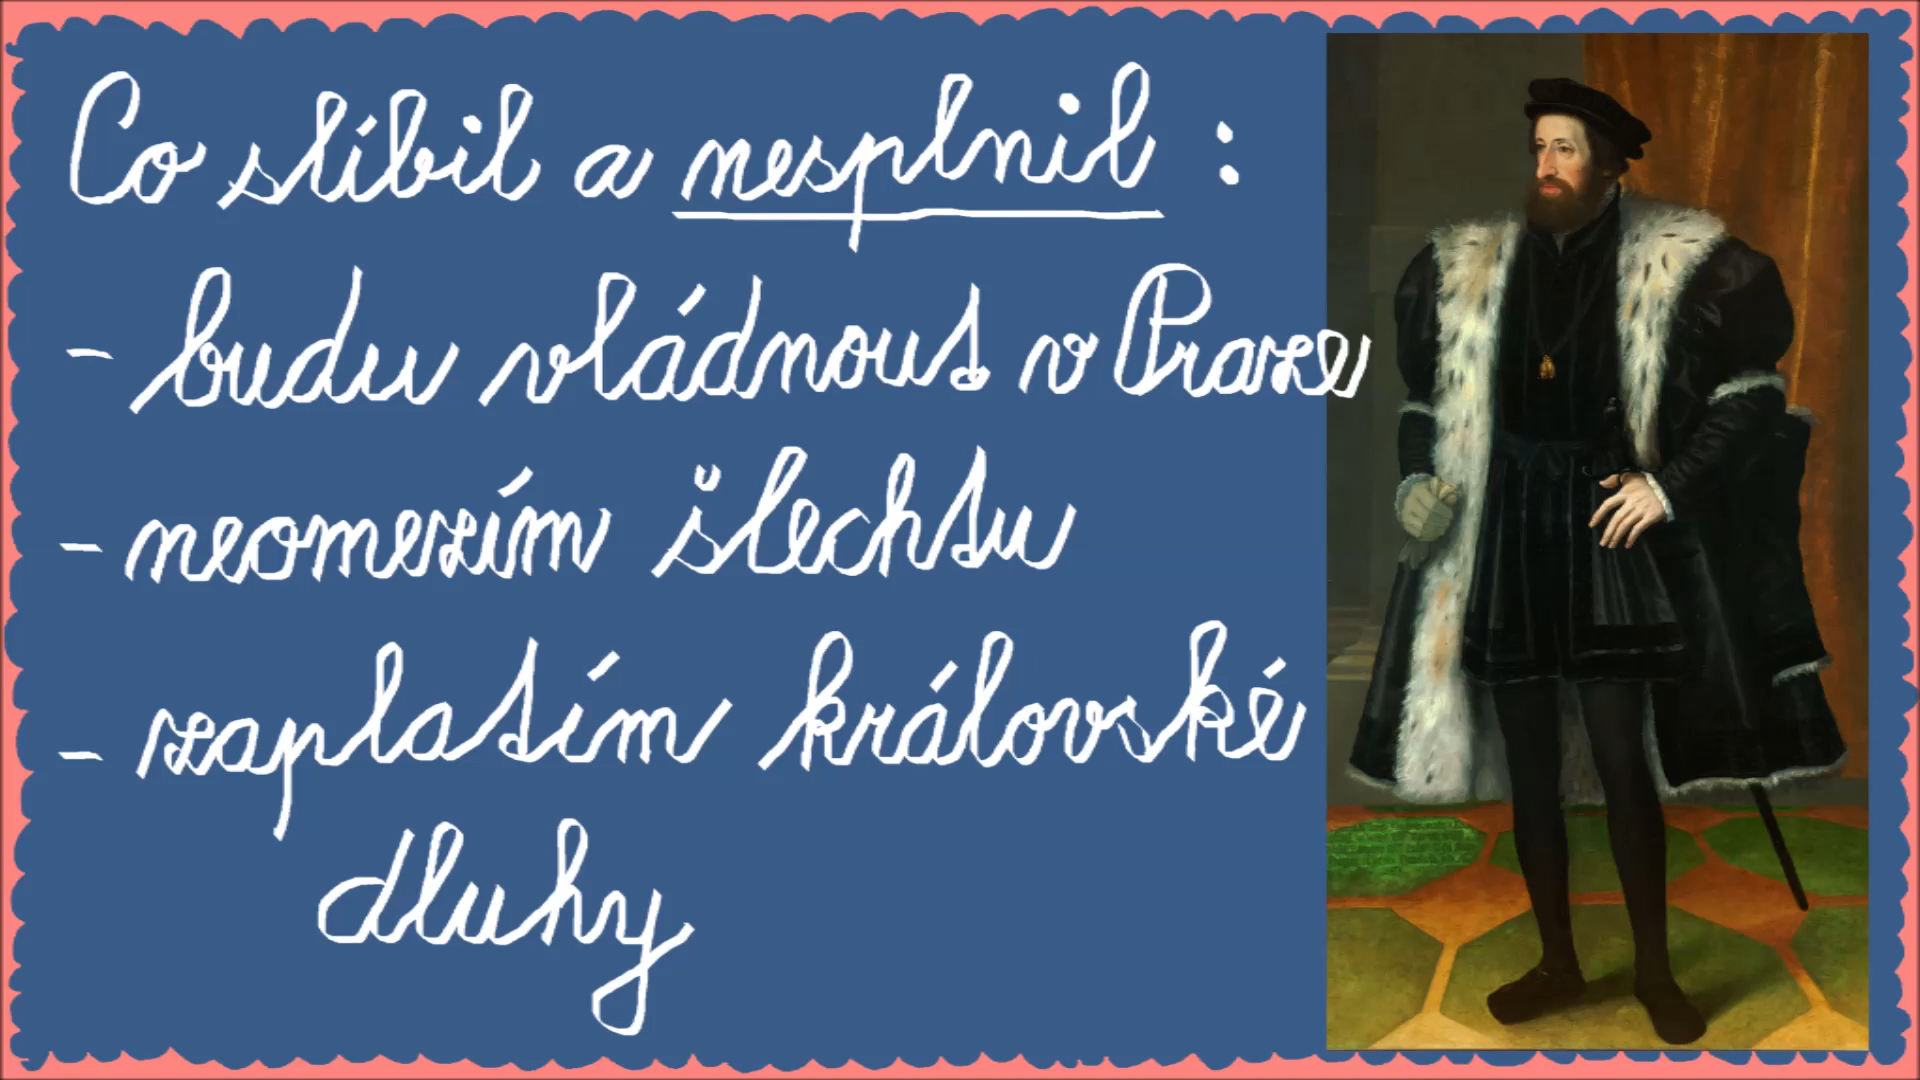 Co slíbil a nesplnil :
- budu vládnout v Praze
- neomezím šlechtu
- zaplatím královské
dluhy